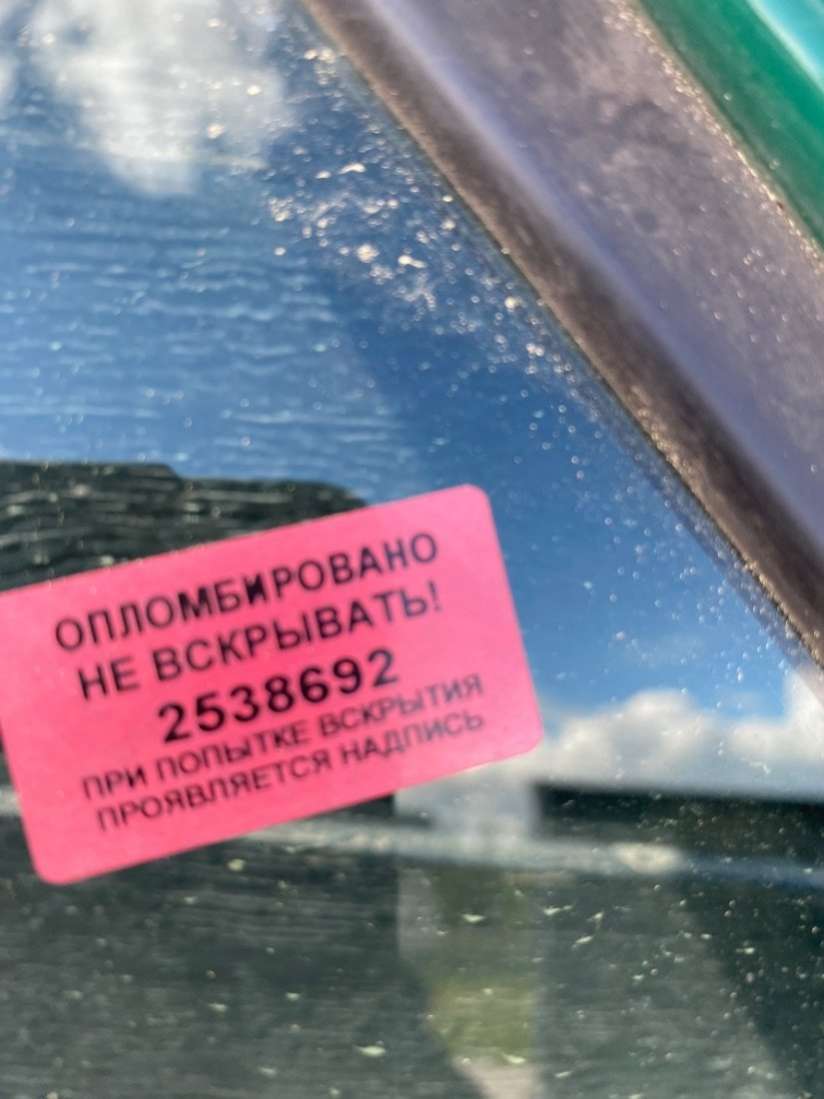 ОПЛОМБИРОВАНО
НЕ ВСКРЫВАТЬ!
2538692
ПРИ ПОПЫТКЕ ВСКРЫТИЯ
ПРОЯВЛЯЕТСЯ НАДПИСЬ